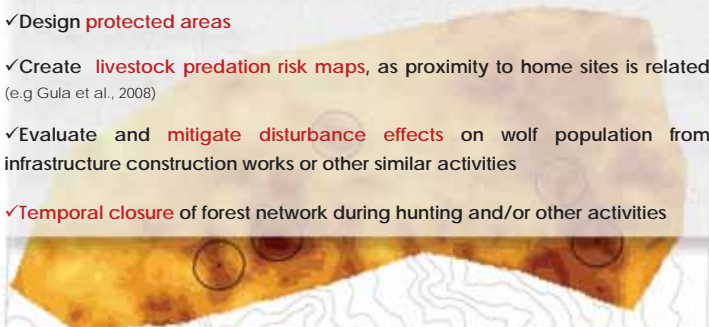 ✓Design protected areas
✓Create livestock predation risk maps, as proximity to home sites is related
(e.g Gula et al., 2008)
✓Evaluate and mitigate disturbance effects on wolf population from
infrastructure construction works or other similar activities
✓Temporal closure of forest network during hunting and/or other activities